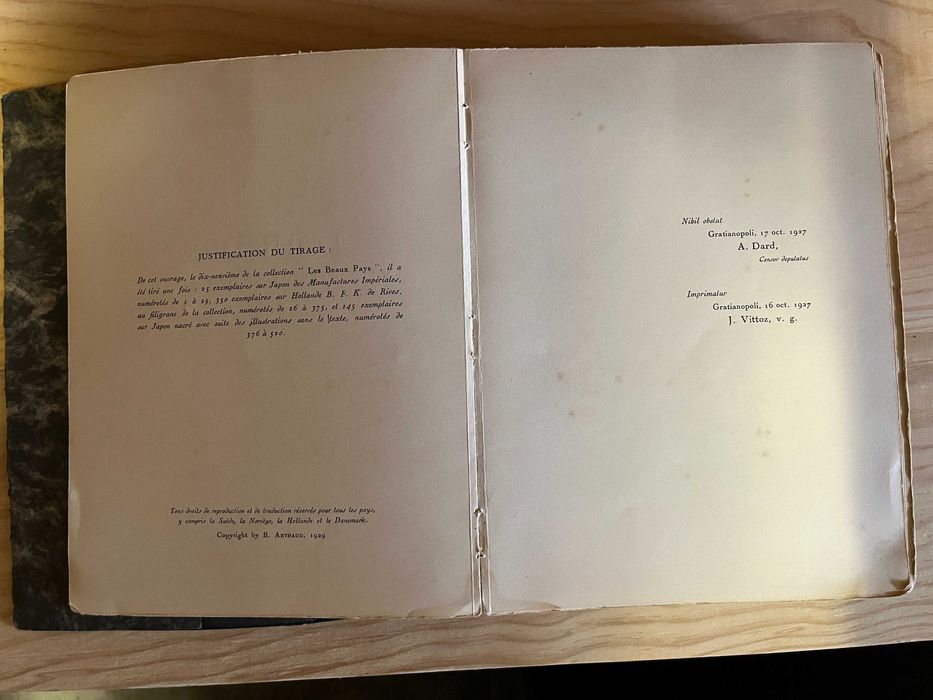 JUSTIFICATION DU TIRAGE :
De cet ouvrage, le dix-neuvième de la collection “ Les Beaux Pays ”, il a
été tiré une fois : 25 exemplaires sur Japon des Manufactures Impériales,
numérotés de 1 à 25, 350 exemplaires sur Hollande B. F. K. de Rives,
au filigrane de la collection, numérotés de 26 à 375, et 145 exemplaires
sur Japon nacré avec suite des illustrations sans le texte, numérotés de
376 à 520.
Tous droits de reproduction et de traduction réservés pour tous les pays,
y compris la Suède, la Norvège, la Hollande et le Danemark.
Copyright by B. ARTHAUD, 1929
Nihil obstat
Gratianopoli, 17 oct. 1927
A. Dard,
Censor deputatus
Imprimatur
Gratianopoli, 16 oct. 1927
J. Vittoz, v. g.